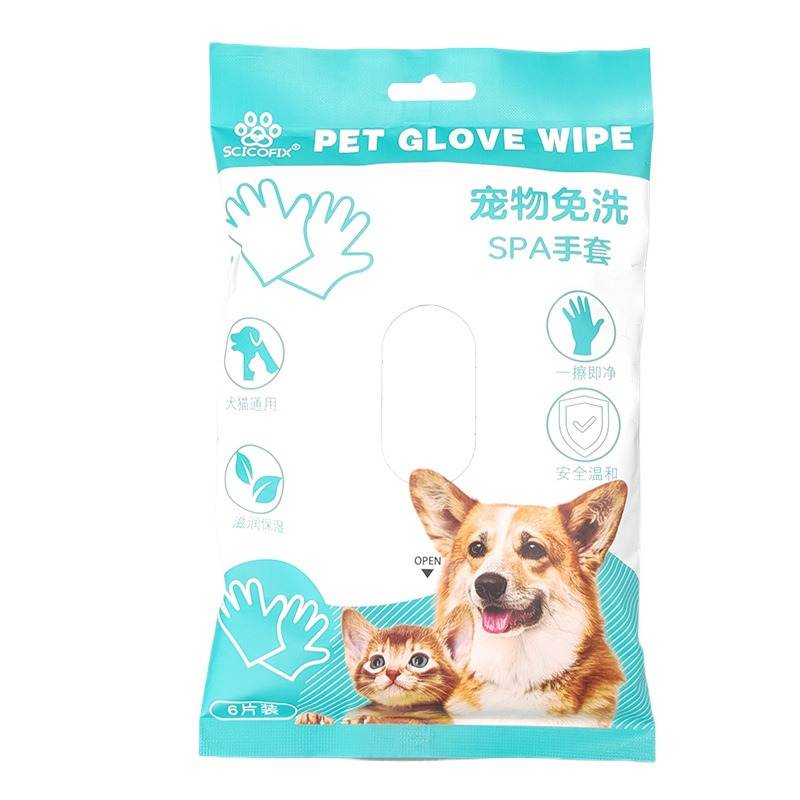 SCICOFIX®
PET GLOVE WIPE
宠物免洗
SPA手套
犬猫通用
一擦即净
滋润保湿
安全温和
OPEN
6片装